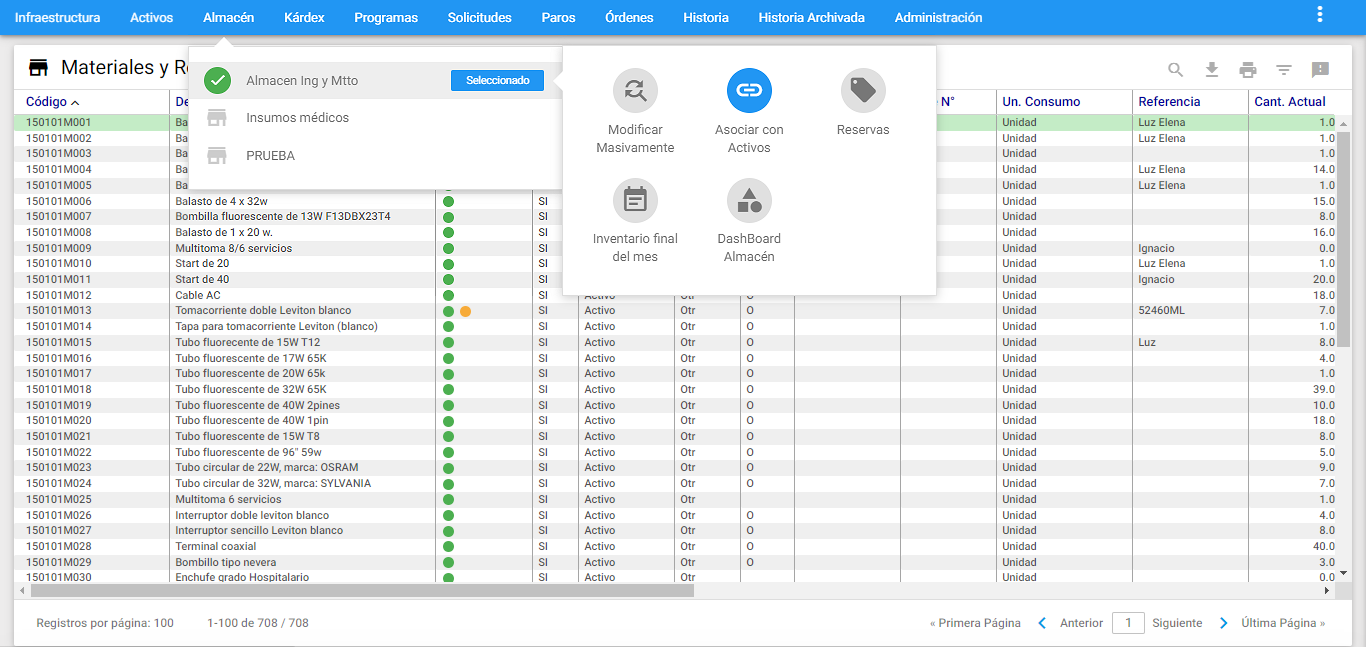 Infraestructura Activos Almacén Kárdex Programas Solicitudes Paros Órdenes Historia Historia Archivada Administración
Materiales y R
Almacen Ing y Mtto Seleccionado
Insumos médicos
PRUEBA
Modificar
Masivamente
Asociar con
Activos
Reservas
Inventario final
del mes
DashBoard
Almacén
Código De N° Un. Consumo Referencia Cant. Actual
150101M001 Ba Unidad Luz Elena 1.0
150101M002 Ba Unidad Luz Elena 1.0
150101M003 Ba Unidad 1.0
150101M004 Ba Unidad Luz Elena 14.0
150101M005 Ba Unidad Luz Elena 1.0
150101M006 Balasto de 4 x 32w SI Unidad 15.0
150101M007 Bombilla fluorescente de 13W F13DBX23T4 SI Unidad 8.0
150101M008 Balasto de 1 x 20 w. SI Unidad 16.0
150101M009 Multitoma 8/6 servicios SI Unidad Ignacio 0.0
150101M010 Start de 20 SI Unidad Luz Elena 1.0
150101M011 Start de 40 SI Unidad Ignacio 20.0
150101M012 Cable AC SI Activo Otr O Unidad 18.0
150101M013 Tomacorriente doble Leviton blanco SI Activo Otr O Unidad 52460ML 7.0
150101M014 Tapa para tomacorriente Leviton (blanco) SI Activo Otr O Unidad 1.0
150101M015 Tubo fluorecente de 15W T12 SI Activo Otr O Unidad Luz 8.0
150101M016 Tubo fluorescente de 17W 65K SI Activo Otr O Unidad 4.0
150101M017 Tubo fluorescente de 20W 65k SI Activo Otr O Unidad 1.0
150101M018 Tubo fluorescente de 32W 65K SI Activo Otr O Unidad 39.0
150101M019 Tubo fluorescente de 40W 2pines SI Activo Otr O Unidad 10.0
150101M020 Tubo fluorescente de 40W 1pin SI Activo Otr O Unidad 18.0
150101M021 Tubo fluorescente de 15W T8 SI Activo Otr O Unidad 8.0
150101M022 Tubo fluorescente de 96" 59w SI Activo Otr O Unidad 5.0
150101M023 Tubo circular de 22W, marca: OSRAM SI Activo Otr O Unidad 9.0
150101M024 Tubo circular de 32W, marca: SYLVANIA SI Activo Otr O Unidad 7.0
150101M025 Multitoma 6 servicios SI Activo Otr Unidad 1.0
150101M026 Interruptor doble leviton blanco SI Activo Otr O Unidad 4.0
150101M027 Interruptor sencillo Leviton blanco SI Activo Otr O Unidad 8.0
150101M028 Terminal coaxial SI Activo Otr O Unidad 40.0
150101M029 Bombillo tipo nevera SI Activo Otr O Unidad 3.0
150101M030 Enchufe grado Hospitalario SI Activo Otr Unidad 0.0
Registros por página: 100 1-100 de 708 / 708 « Primera Página Anterior 1 Siguiente Última Página »